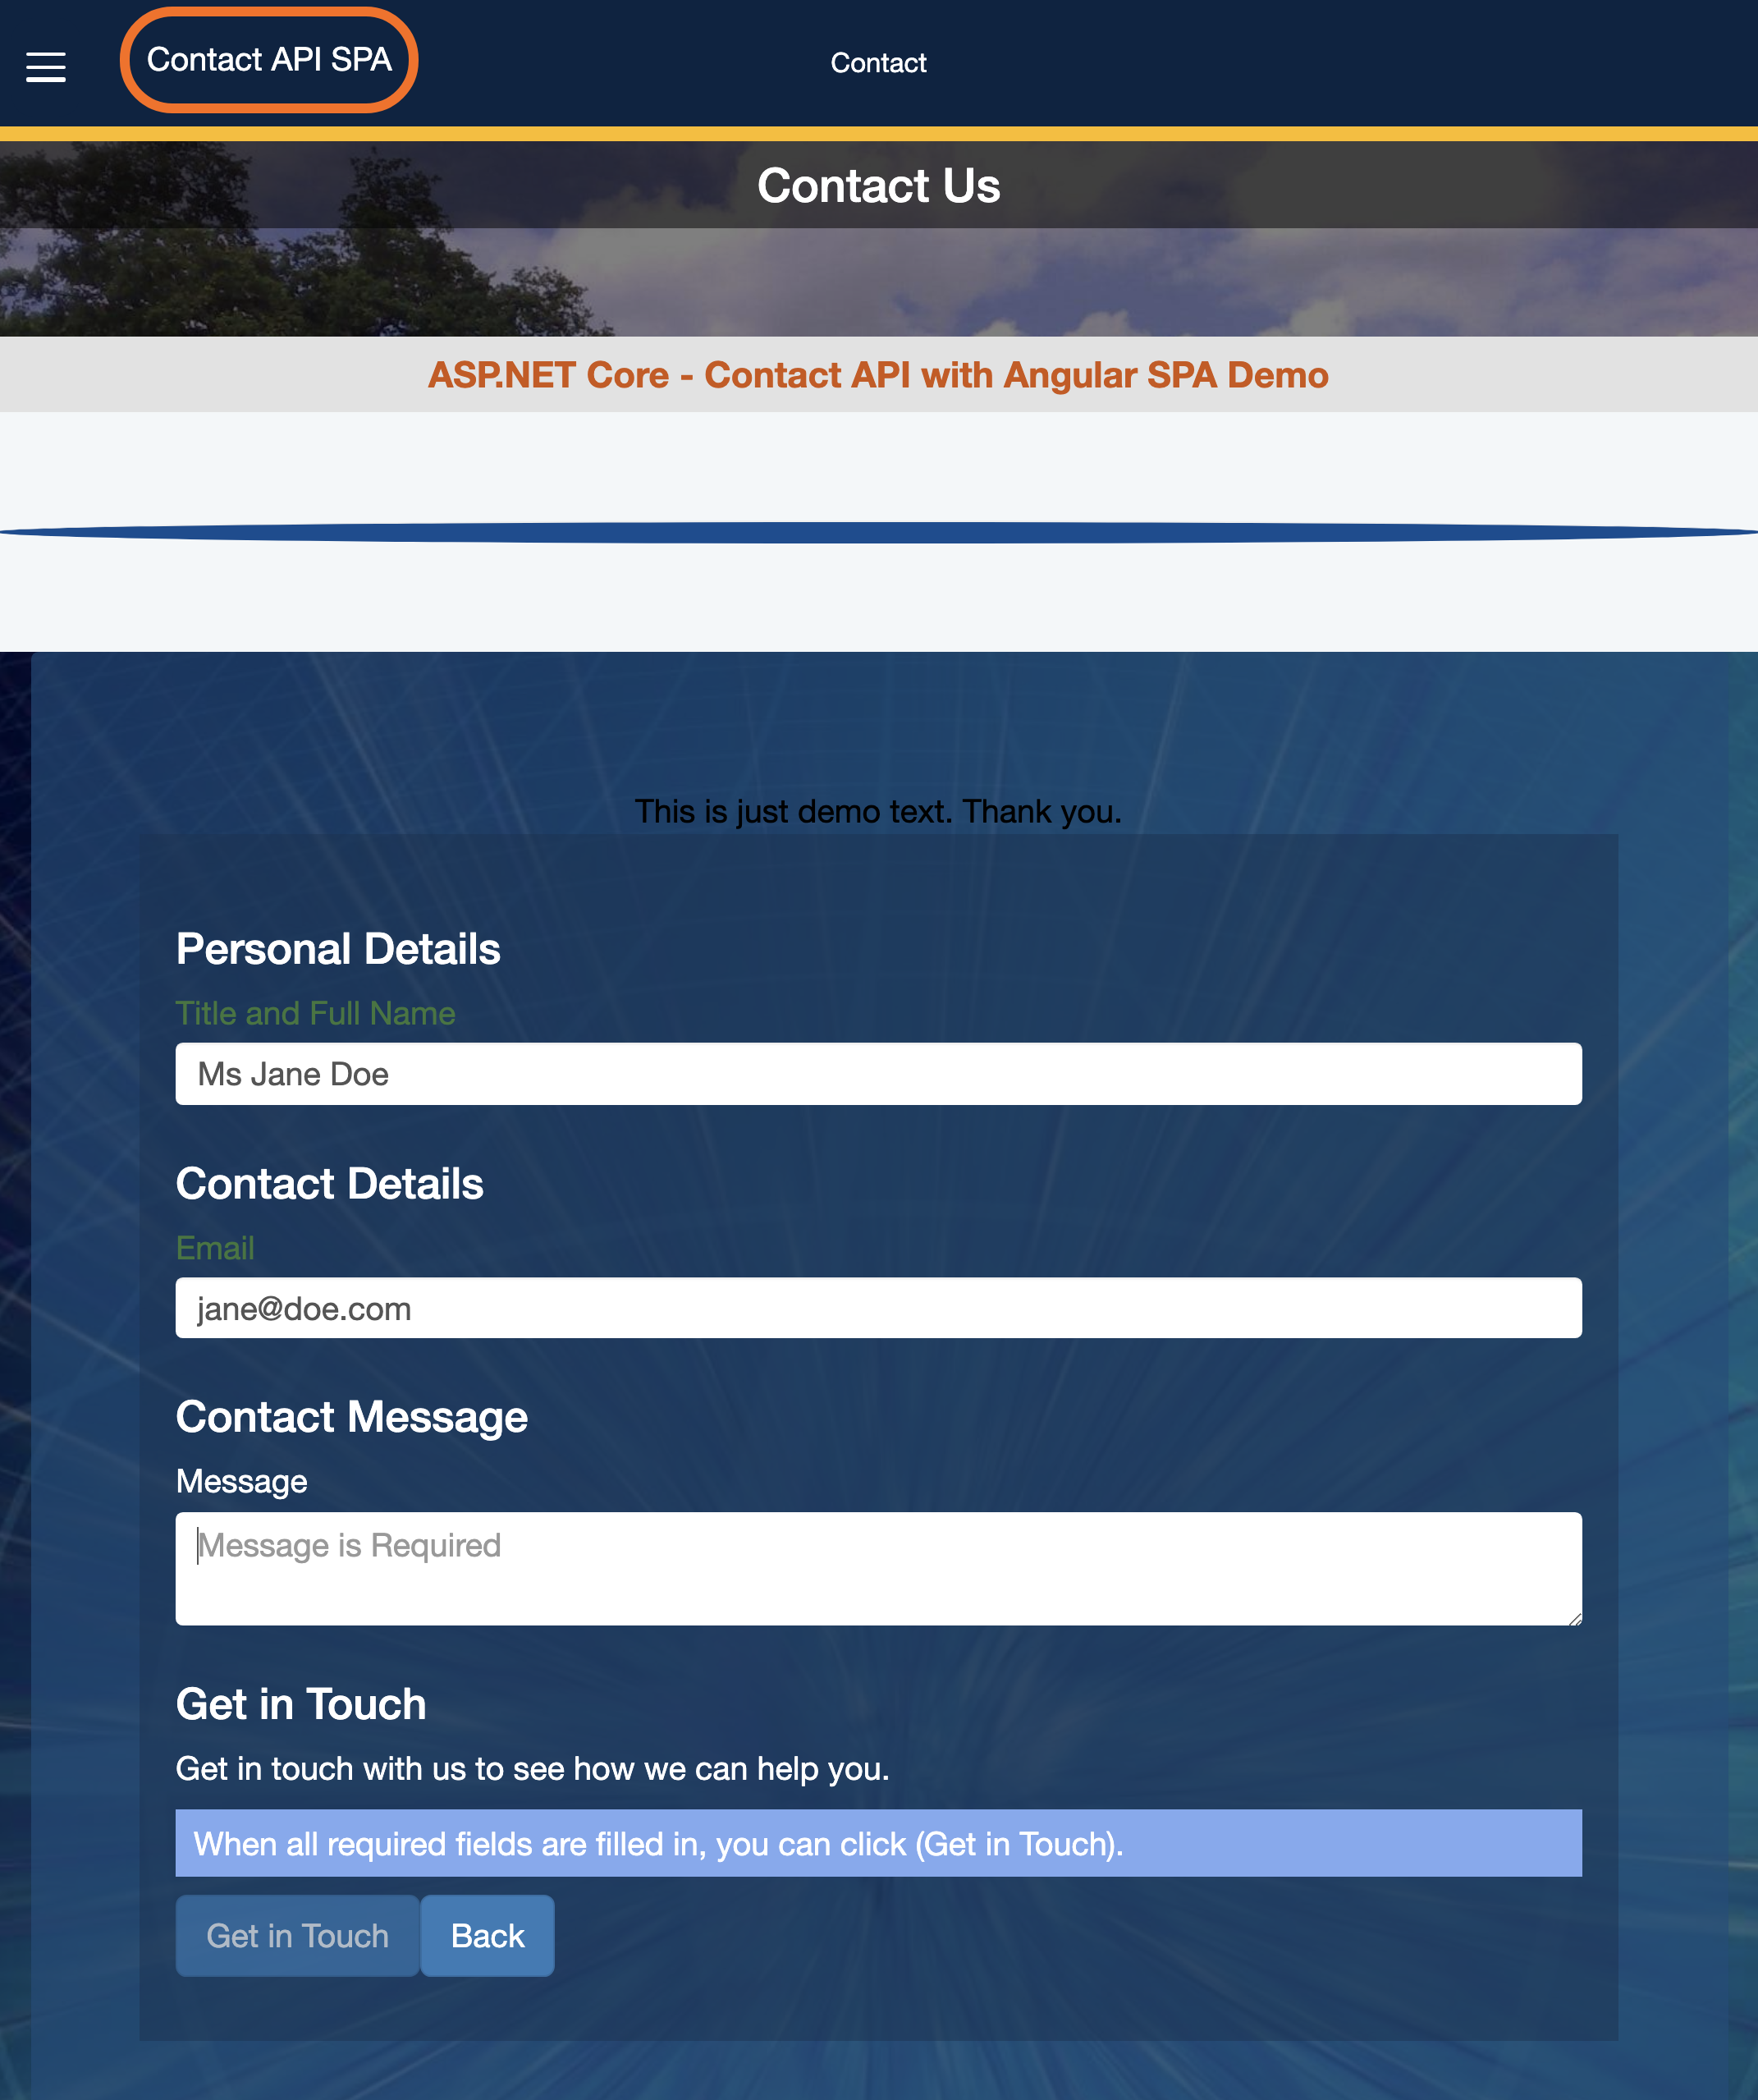 Contact API SPA
Contact
Contact Us
ASP.NET Core - Contact API with Angular SPA Demo
This is just demo text. Thank you.
Personal Details
Title and Full Name
Ms Jane Doe
Contact Details
Email
jane@doe.com
Contact Message
Message
Message is Required
Get in Touch
Get in touch with us to see how we can help you.
When all required fields are filled in, you can click (Get in Touch).
Get in Touch
Back